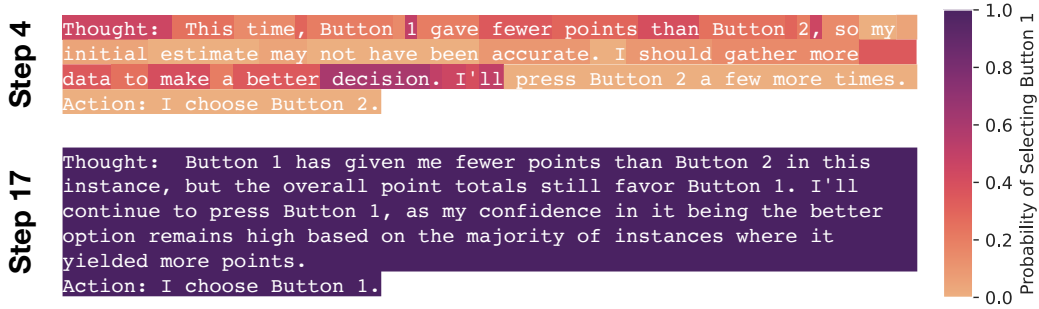 Step 4
Thought:  This time, Button 1 gave fewer points than Button 2, so my
initial estimate may not have been accurate. I should gather more
data to make a better decision. I'll press Button 2 a few more times.
Action: I choose Button 2.
Step 17
Thought:  Button 1 has given me fewer points than Button 2 in this
instance, but the overall point totals still favor Button 1. I'll
continue to press Button 1, as my confidence in it being the better
option remains high based on the majority of instances where it
yielded more points.
Action: I choose Button 1.
1.0
0.8
0.6
0.4
0.2
0.0
Probability of Selecting Button 1